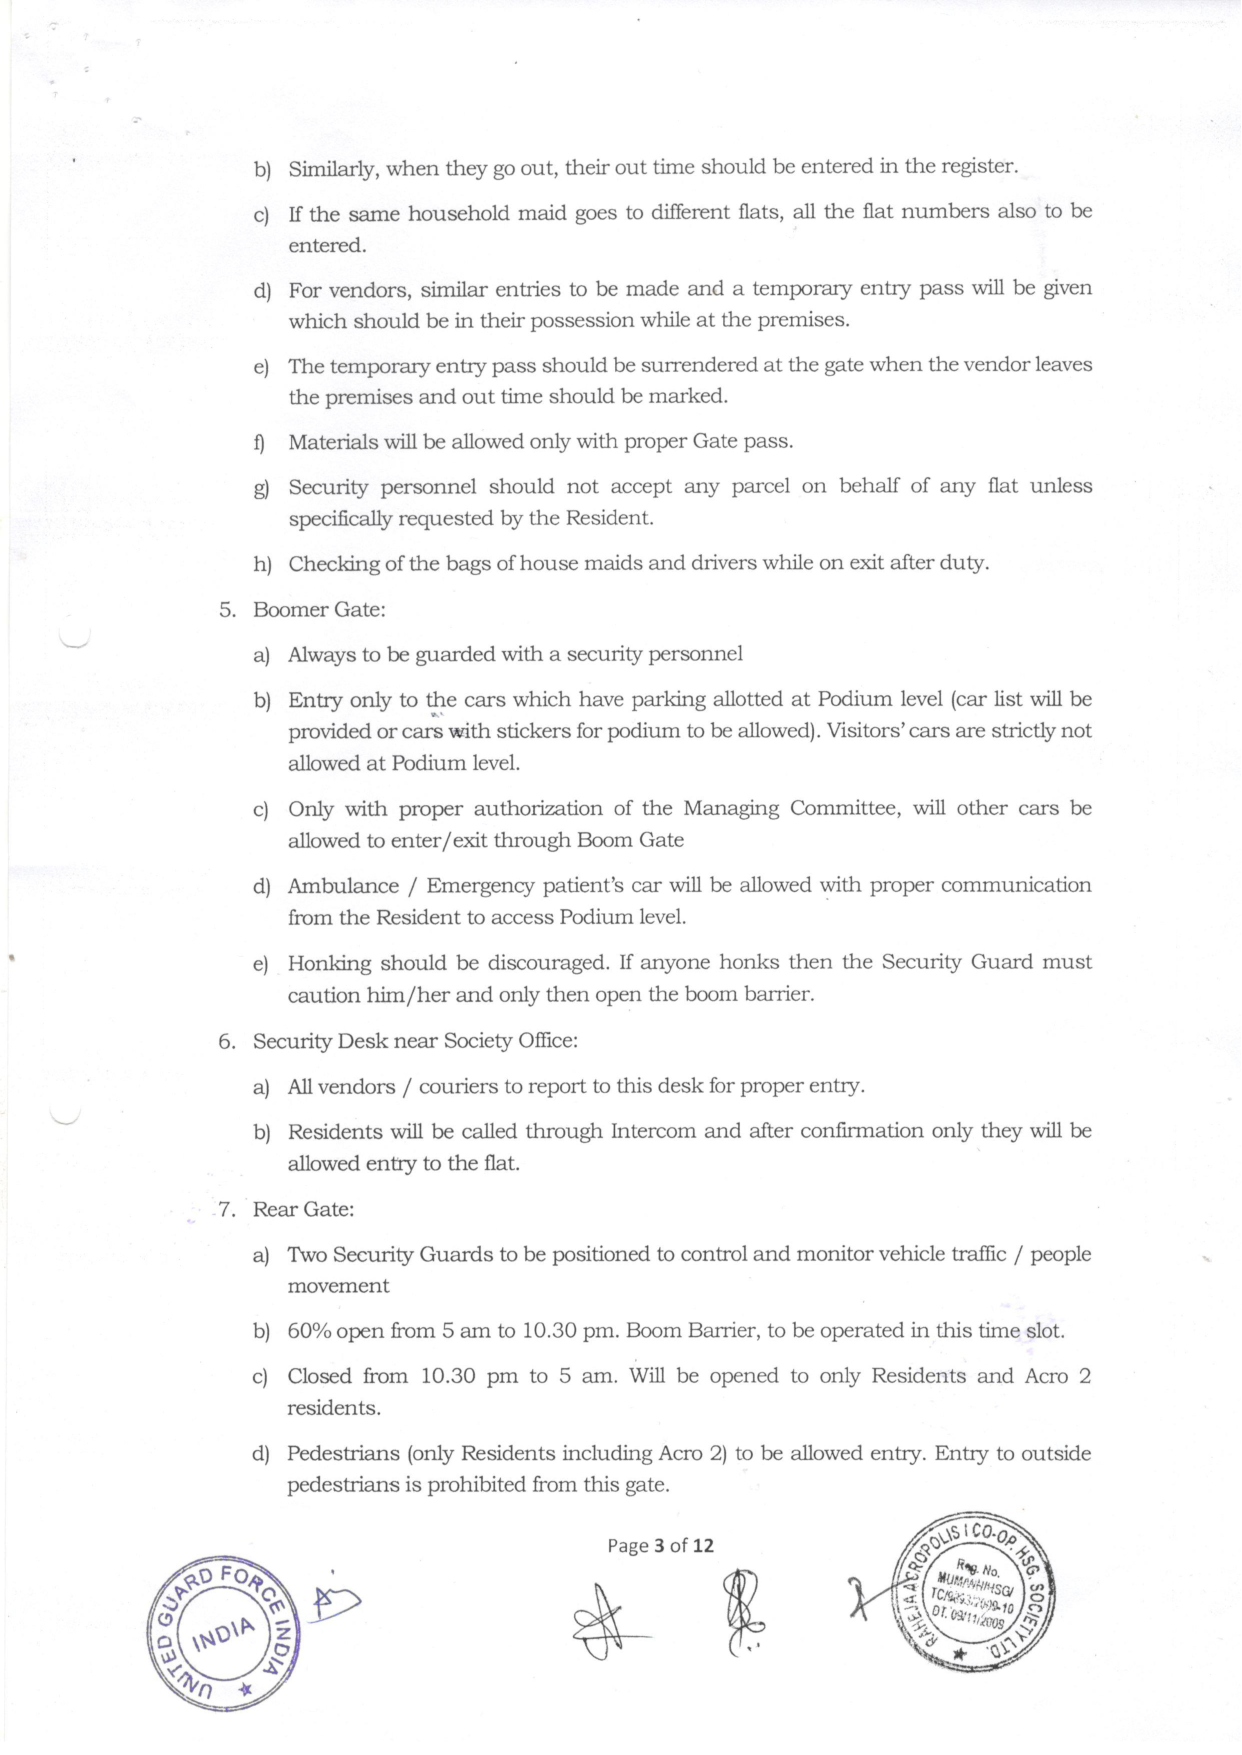 b) Similarly, when they go out, their out time should be entered in the register.
c) If the same household maid goes to different flats, all the flat numbers also to be
entered.
d) For vendors, similar entries to be made and a temporary entry pass will be given
which should be in their possession while at the premises.
e) The temporary entry pass should be surrendered at the gate when the vendor leaves
the premises and out time should be marked.
f) Materials will be allowed only with proper Gate pass.
g) Security personnel should not accept any parcel on behalf of any flat unless
specifically requested by the Resident.
h) Checking of the bags of house maids and drivers while on exit after duty.
5. Boomer Gate:
a) Always to be guarded with a security personnel
b) Entry only to the cars which have parking allotted at Podium level (car list will be
provided or cars with stickers for podium to be allowed). Visitors' cars are strictly not
allowed at Podium level.
c) Only with proper authorization of the Managing Committee, will other cars be
allowed to enter/exit through Boom Gate
d) Ambulance / Emergency patient's car will be allowed with proper communication
from the Resident to access Podium level.
e) Honking should be discouraged. If anyone honks then the Security Guard must
caution him/her and only then open the boom barrier.
6. Security Desk near Society Office:
a) All vendors / couriers to report to this desk for proper entry.
b) Residents will be called through Intercom and after confirmation only they will be
allowed entry to the flat.
7. Rear Gate:
a) Two Security Guards to be positioned to control and monitor vehicle traffic / people
movement
b) 60% open from 5 am to 10.30 pm. Boom Barrier, to be operated in this time slot.
c) Closed from 10.30 pm to 5 am. Will be opened to only Residents and Acro 2
residents.
d) Pedestrians (only Residents including Acro 2) to be allowed entry. Entry to outside
pedestrians is prohibited from this gate.
Page 3 of 12
UNITED GUARD FORCE INDIA
INDIA
RAHEJA ACROPOLIS I CO-OP. HSG. SOCIETY LTD.
Reg. No.
DT. 09/11/2009